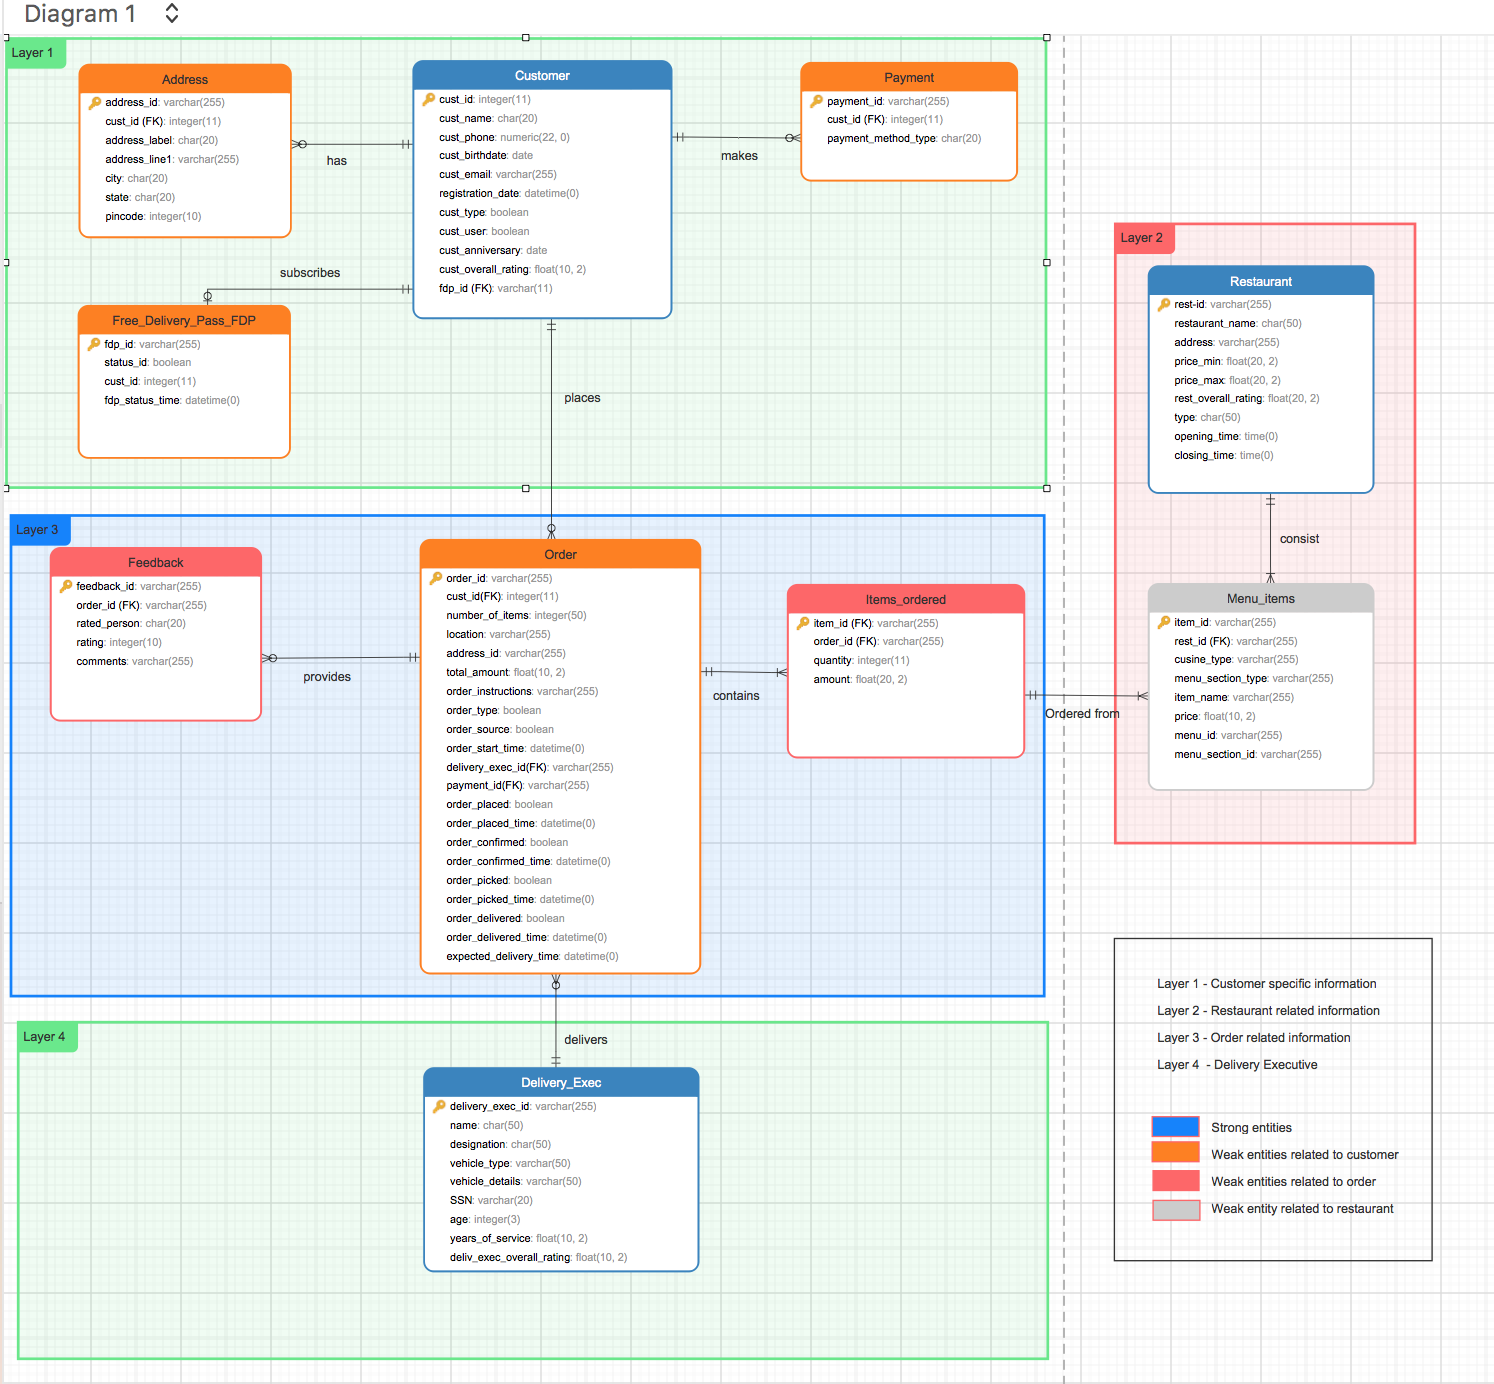 Diagram 1
Layer 1
Address
address_id: varchar(255)
cust_id (FK): integer(11)
address_label: char(20)
address_line1: varchar(255)
city: char(20)
state: char(20)
pincode: integer(10)
has
Customer
cust_id: integer(11)
cust_name: char(20)
cust_phone: numeric(22, 0)
cust_birthdate: date
cust_email: varchar(255)
registration_date: datetime(0)
cust_type: boolean
cust_user: boolean
cust_anniversary: date
cust_overall_rating: float(10, 2)
fdp_id (FK): varchar(11)
makes
Payment
payment_id: varchar(255)
cust_id (FK): integer(11)
payment_method_type: char(20)
subscribes
Free_Delivery_Pass_FDP
fdp_id: varchar(255)
status_id: boolean
cust_id: integer(11)
fdp_status_time: datetime(0)
places
Layer 2
Restaurant
rest-id: varchar(255)
restaurant_name: char(50)
address: varchar(255)
price_min: float(20, 2)
price_max: float(20, 2)
rest_overall_rating: float(20, 2)
type: char(50)
opening_time: time(0)
closing_time: time(0)
consist
Menu_items
item_id: varchar(255)
rest_id (FK): varchar(255)
cusine_type: varchar(255)
menu_section_type: varchar(255)
item_name: varchar(255)
price: float(10, 2)
menu_id: varchar(255)
menu_section_id: varchar(255)
Layer 3
Feedback
feedback_id: varchar(255)
order_id (FK): varchar(255)
rated_person: char(20)
rating: integer(10)
comments: varchar(255)
provides
Order
order_id: varchar(255)
cust_id(FK): integer(11)
number_of_items: integer(50)
location: varchar(255)
address_id: varchar(255)
total_amount: float(10, 2)
order_instructions: varchar(255)
order_type: boolean
order_source: boolean
order_start_time: datetime(0)
delivery_exec_id(FK): varchar(255)
payment_id(FK): varchar(255)
order_placed: boolean
order_placed_time: datetime(0)
order_confirmed: boolean
order_confirmed_time: datetime(0)
order_picked: boolean
order_picked_time: datetime(0)
order_delivered: boolean
order_delivered_time: datetime(0)
expected_delivery_time: datetime(0)
contains
Items_ordered
item_id (FK): varchar(255)
order_id (FK): varchar(255)
quantity: integer(11)
amount: float(20, 2)
Ordered from
Layer 4
delivers
Delivery_Exec
delivery_exec_id: varchar(255)
name: char(50)
designation: char(50)
vehicle_type: varchar(50)
vehicle_details: varchar(50)
SSN: varchar(20)
age: integer(3)
years_of_service: float(10, 2)
deliv_exec_overall_rating: float(10, 2)
Layer 1 - Customer specific information
Layer 2 - Restaurant related information
Layer 3 - Order related information
Layer 4 - Delivery Executive
Strong entities
Weak entities related to customer
Weak entities related to order
Weak entity related to restaurant